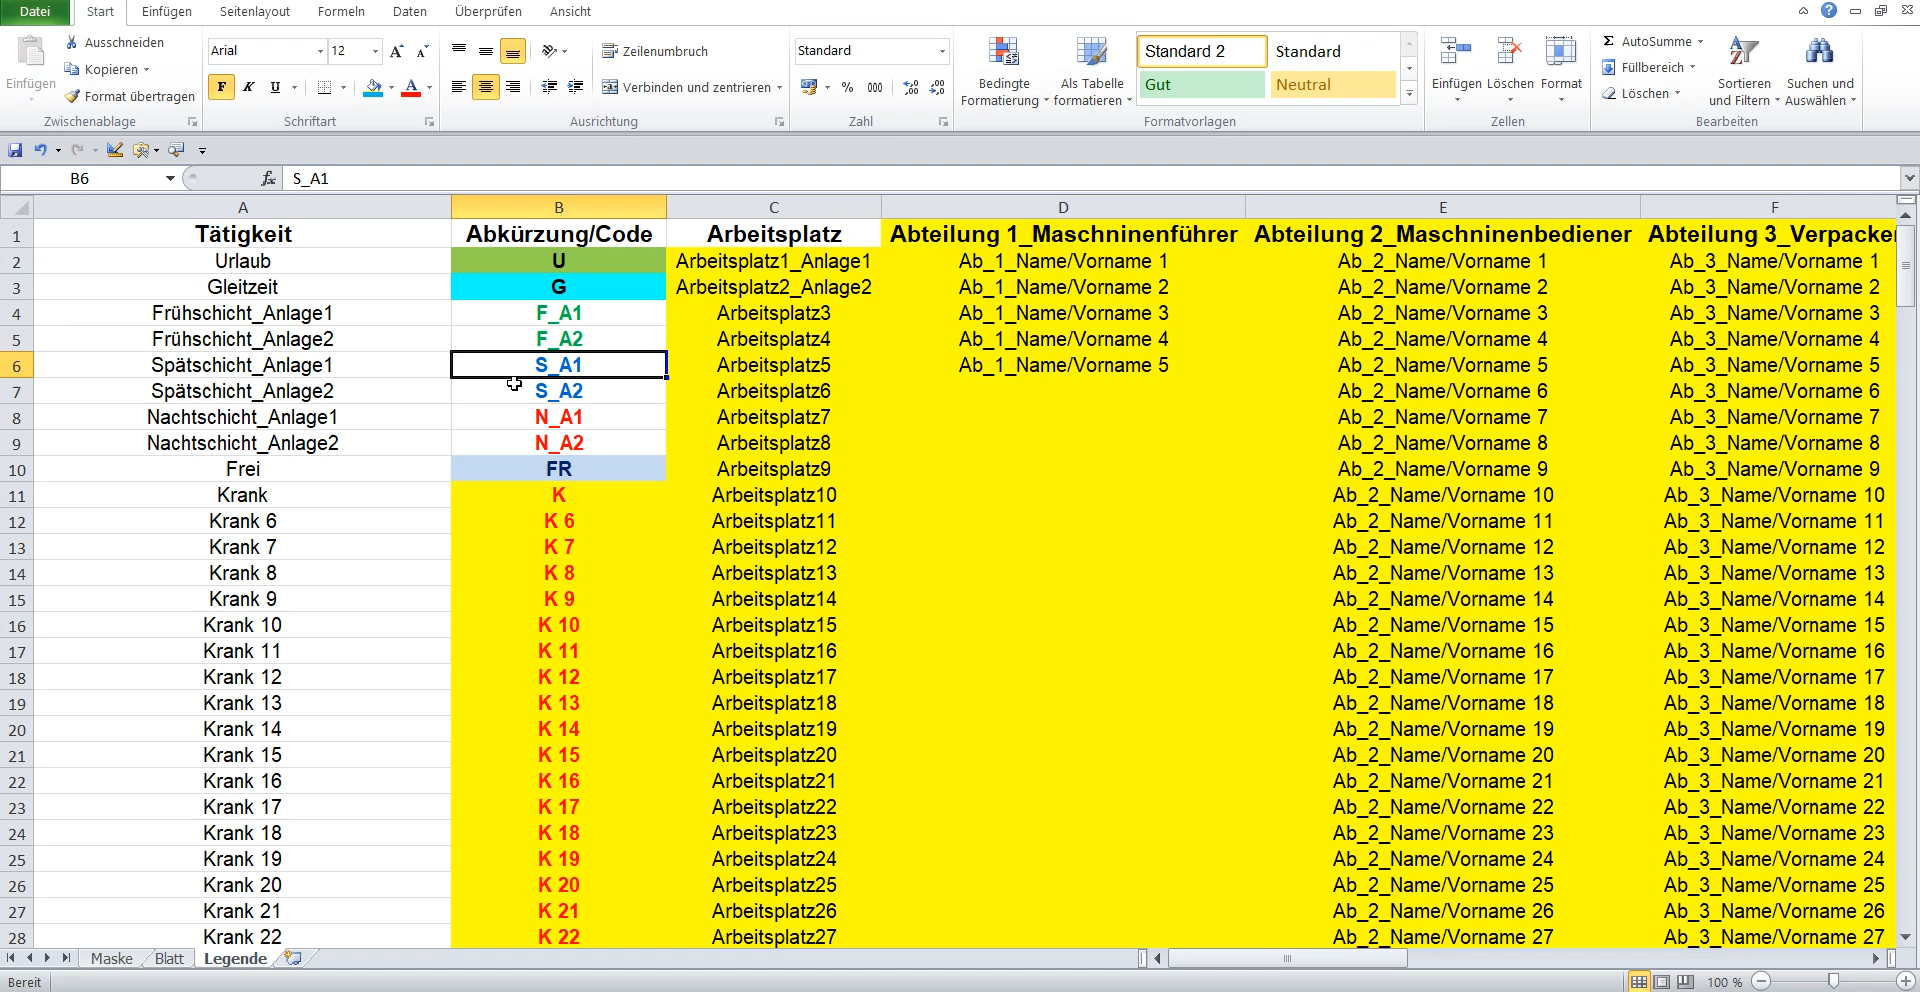 Datei Start Einfügen Seitenlayout Formeln Daten Überprüfen Ansicht
Einfügen
Ausschneiden
Kopieren
Format übertragen
Zwischenablage
Arial 12
F K U A
Schriftart
Zeilenumbruch
Verbinden und zentrieren
Ausrichtung
Standard
% 000
Zahl
Bedingte Formatierung
Als Tabelle formatieren
Standard 2 Standard
Gut Neutral
Formatvorlagen
Einfügen Löschen Format
Zellen
Σ AutoSumme
Füllbereich
Löschen
Sortieren und Filtern
Suchen und Auswählen
Bearbeiten
B6 fx S_A1
A B C D E F
1 Tätigkeit Abkürzung/Code Arbeitsplatz Abteilung 1_Maschninenführer Abteilung 2_Maschninenbediener Abteilung 3_Verpacker
2 Urlaub U Arbeitsplatz1_Anlage1 Ab_1_Name/Vorname 1 Ab_2_Name/Vorname 1 Ab_3_Name/Vorname 1
3 Gleitzeit G Arbeitsplatz2_Anlage2 Ab_1_Name/Vorname 2 Ab_2_Name/Vorname 2 Ab_3_Name/Vorname 2
4 Frühschicht_Anlage1 F_A1 Arbeitsplatz3 Ab_1_Name/Vorname 3 Ab_2_Name/Vorname 3 Ab_3_Name/Vorname 3
5 Frühschicht_Anlage2 F_A2 Arbeitsplatz4 Ab_1_Name/Vorname 4 Ab_2_Name/Vorname 4 Ab_3_Name/Vorname 4
6 Spätschicht_Anlage1 S_A1 Arbeitsplatz5 Ab_1_Name/Vorname 5 Ab_2_Name/Vorname 5 Ab_3_Name/Vorname 5
7 Spätschicht_Anlage2 S_A2 Arbeitsplatz6 Ab_2_Name/Vorname 6 Ab_3_Name/Vorname 6
8 Nachtschicht_Anlage1 N_A1 Arbeitsplatz7 Ab_2_Name/Vorname 7 Ab_3_Name/Vorname 7
9 Nachtschicht_Anlage2 N_A2 Arbeitsplatz8 Ab_2_Name/Vorname 8 Ab_3_Name/Vorname 8
10 Frei FR Arbeitsplatz9 Ab_2_Name/Vorname 9 Ab_3_Name/Vorname 9
11 Krank K Arbeitsplatz10 Ab_2_Name/Vorname 10 Ab_3_Name/Vorname 10
12 Krank 6 K 6 Arbeitsplatz11 Ab_2_Name/Vorname 11 Ab_3_Name/Vorname 11
13 Krank 7 K 7 Arbeitsplatz12 Ab_2_Name/Vorname 12 Ab_3_Name/Vorname 12
14 Krank 8 K 8 Arbeitsplatz13 Ab_2_Name/Vorname 13 Ab_3_Name/Vorname 13
15 Krank 9 K 9 Arbeitsplatz14 Ab_2_Name/Vorname 14 Ab_3_Name/Vorname 14
16 Krank 10 K 10 Arbeitsplatz15 Ab_2_Name/Vorname 15 Ab_3_Name/Vorname 15
17 Krank 11 K 11 Arbeitsplatz16 Ab_2_Name/Vorname 16 Ab_3_Name/Vorname 16
18 Krank 12 K 12 Arbeitsplatz17 Ab_2_Name/Vorname 17 Ab_3_Name/Vorname 17
19 Krank 13 K 13 Arbeitsplatz18 Ab_2_Name/Vorname 18 Ab_3_Name/Vorname 18
20 Krank 14 K 14 Arbeitsplatz19 Ab_2_Name/Vorname 19 Ab_3_Name/Vorname 19
21 Krank 15 K 15 Arbeitsplatz20 Ab_2_Name/Vorname 20 Ab_3_Name/Vorname 20
22 Krank 16 K 16 Arbeitsplatz21 Ab_2_Name/Vorname 21 Ab_3_Name/Vorname 21
23 Krank 17 K 17 Arbeitsplatz22 Ab_2_Name/Vorname 22 Ab_3_Name/Vorname 22
24 Krank 18 K 18 Arbeitsplatz23 Ab_2_Name/Vorname 23 Ab_3_Name/Vorname 23
25 Krank 19 K 19 Arbeitsplatz24 Ab_2_Name/Vorname 24 Ab_3_Name/Vorname 24
26 Krank 20 K 20 Arbeitsplatz25 Ab_2_Name/Vorname 25 Ab_3_Name/Vorname 25
27 Krank 21 K 21 Arbeitsplatz26 Ab_2_Name/Vorname 26 Ab_3_Name/Vorname 26
28 Krank 22 K 22 Arbeitsplatz27 Ab_2_Name/Vorname 27 Ab_3_Name/Vorname 27
Maske Blatt Legende
Bereit 100 %